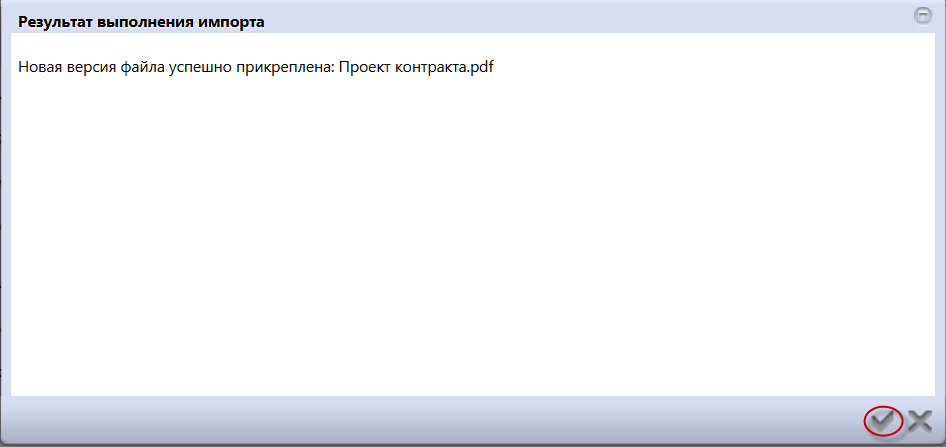 Результат выполнения импорта
Новая версия файла успешно прикреплена: Проект контракта.pdf